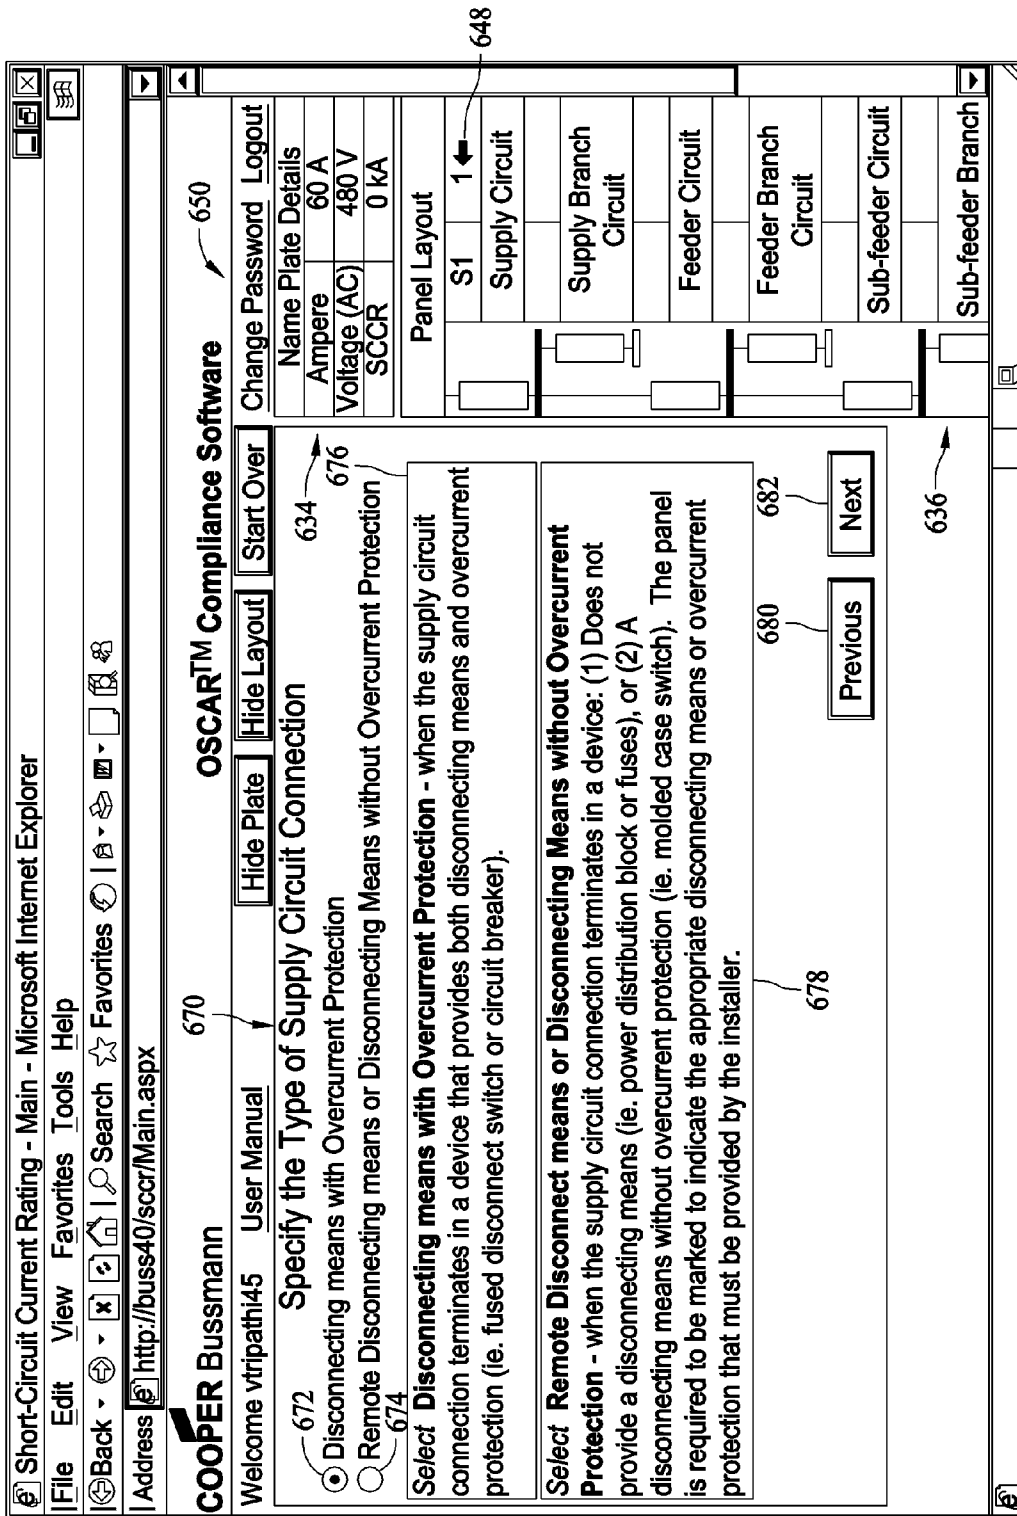 Short-Circuit Current Rating - Main - Microsoft Internet Explorer
File Edit View Favorites Tools Help
Back Search Favorites
Address http://buss40/sccr/Main.aspx
COOPER Bussmann
OSCAR™ Compliance Software
650
Welcome vtripathi45 User Manual
670
Hide Plate Hide Layout Start Over
Change Password Logout
Specify the Type of Supply Circuit Connection
672
Disconnecting means with Overcurrent Protection
Remote Disconnecting means or Disconnecting Means without Overcurrent Protection
674
634
676
Select Disconnecting means with Overcurrent Protection - when the supply circuit
connection terminates in a device that provides both disconnecting means and overcurrent
protection (ie. fused disconnect switch or circuit breaker).
Select Remote Disconnect means or Disconnecting Means without Overcurrent
Protection - when the supply circuit connection terminates in a device: (1) Does not
provide a disconnecting means (ie. power distribution block or fuses), or (2) A
disconnecting means without overcurrent protection (ie. molded case switch). The panel
is required to be marked to indicate the appropriate disconnecting means or overcurrent
protection that must be provided by the installer.
678
680
682
Previous Next
Name Plate Details
Ampere 60 A
Voltage (AC) 480 V
SCCR 0 kA
Panel Layout
S1 1
648
Supply Circuit
Supply Branch
Circuit
Feeder Circuit
Feeder Branch
Circuit
Sub-feeder Circuit
Sub-feeder Branch
636